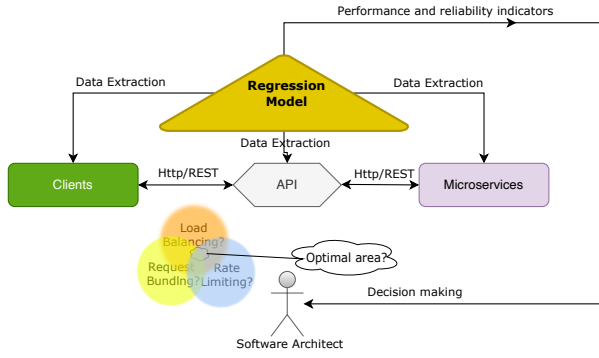 Performance and reliability indicators
Data Extraction
Regression
Model
Data Extraction
Data Extraction
Clients
Http/REST
API
Http/REST
Microservices
Load
Balancing?
Request
Bundlng?
Rate
Limiting?
Optimal area?
Decision making
Software Architect